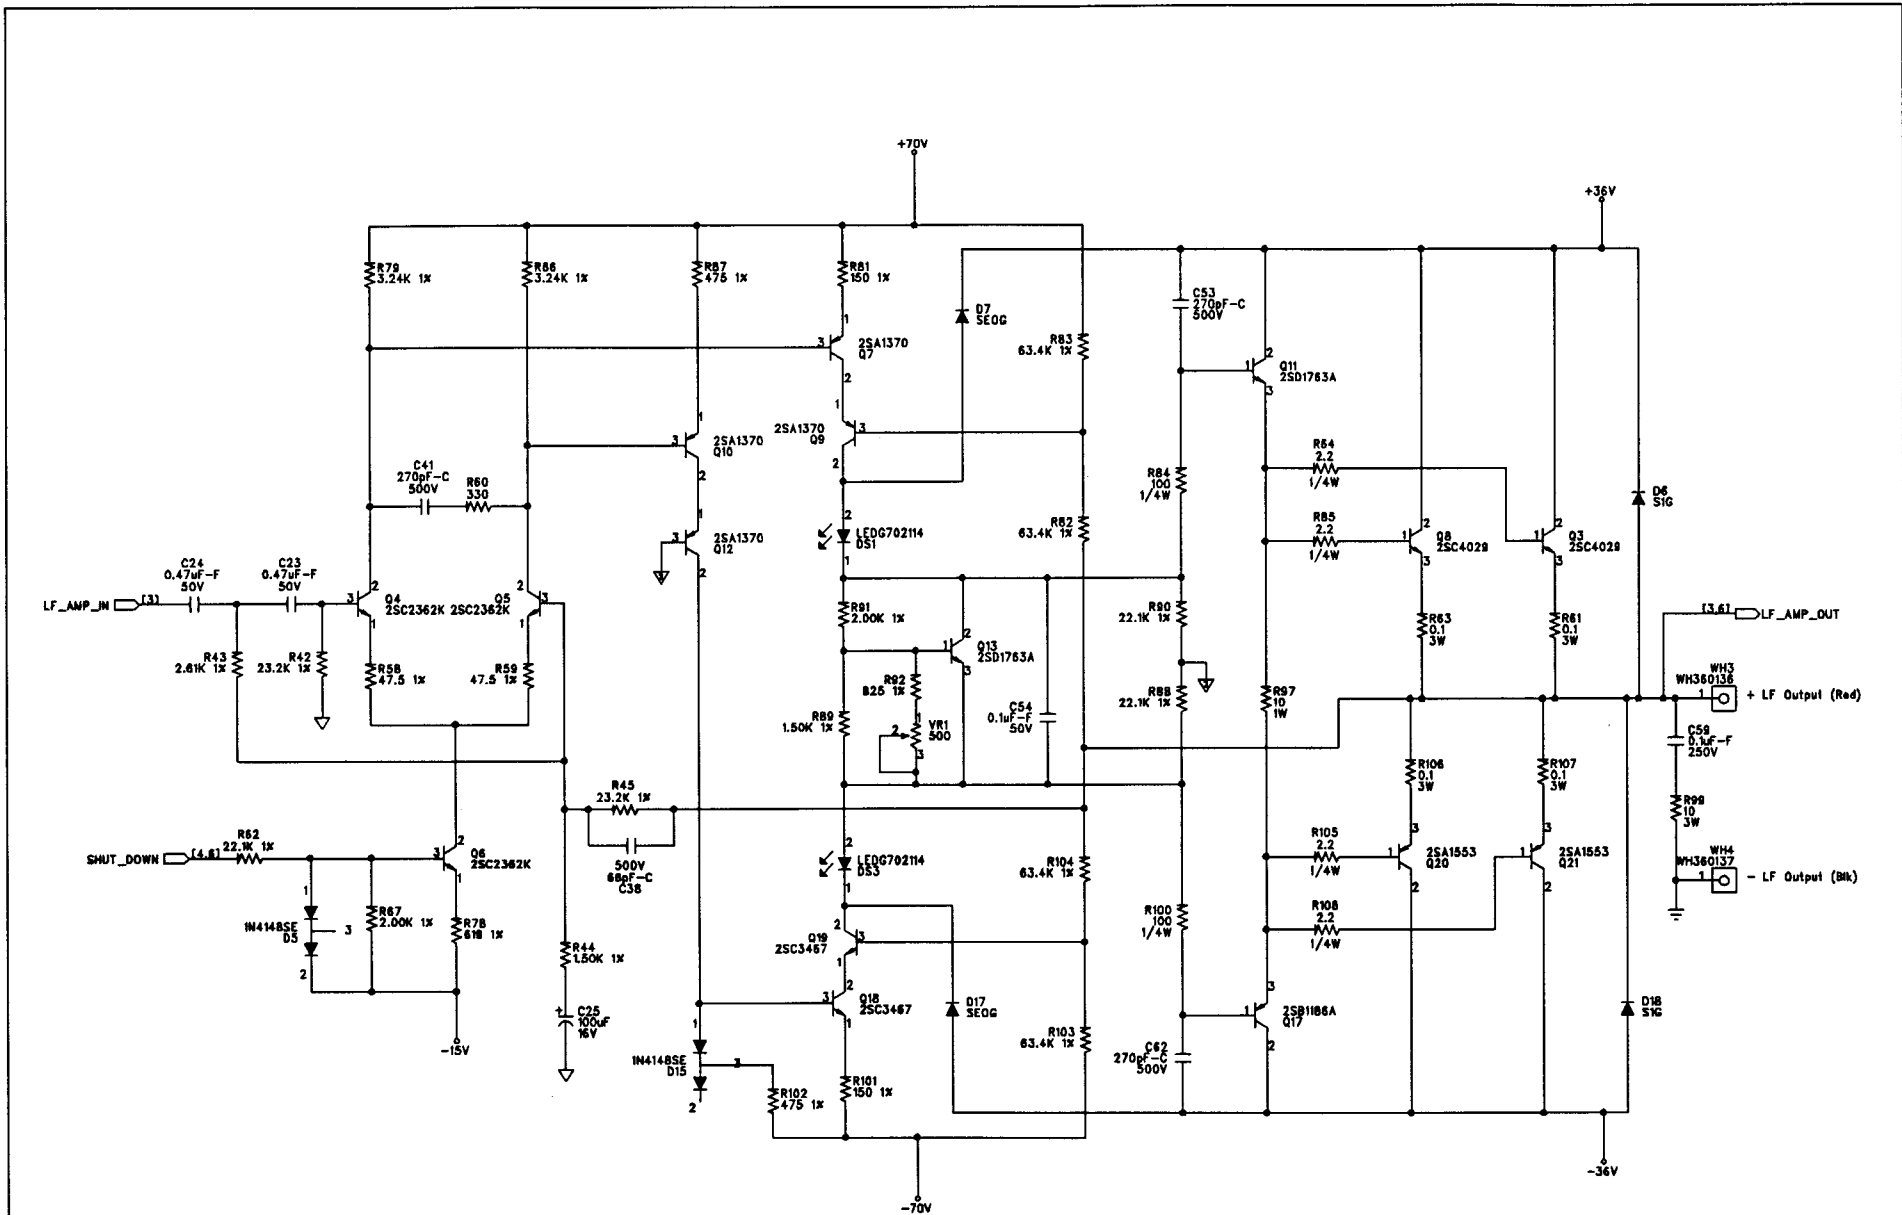 +70V
+36V
R79
3.24K 1%
R86
3.24K 1%
R87
475 1%
R81
150 1%
D7
SEOG
C53
270pF-C
500V
R83
63.4K 1%
2SA1370
Q7
Q11
2SD1763A
2SA1370
Q9
2SA1370
Q10
C41
270pF-C
500V
R60
330
R64
2.2
1/4W
R84
100
1/4W
D6
S1G
R82
63.4K 1%
LEDG702114
DS1
R85
2.2
1/4W
Q8
2SC4029
Q3
2SC4029
2SA1370
Q12
C24
0.47uF-F
50V
C23
0.47uF-F
50V
LF_AMP_IN
[3]
Q4
2SC2362K
Q5
2SC2362K
R91
2.00K 1%
R90
22.1K 1%
R63
0.1
3W
R61
0.1
3W
[3,6]
LF_AMP_OUT
R43
2.61K 1%
R42
23.2K 1%
R58
47.5 1%
R59
47.5 1%
Q13
2SD1763A
R92
825 1%
R88
22.1K 1%
R97
10
1W
WH3
WH360136
+ LF Output (Red)
R89
1.50K 1%
VR1
500
C54
0.1uF-F
50V
C59
0.1uF-F
250V
R45
23.2K 1%
500V
68pF-C
C38
R106
0.1
3W
R107
0.1
3W
R99
10
3W
SHUT_DOWN
[4,6]
R62
22.1K 1%
Q6
2SC2362K
LEDG702114
DS3
R104
63.4K 1%
R105
2.2
1/4W
2SA1553
Q20
2SA1553
Q21
WH4
WH360137
- LF Output (Blk)
1N4148SE
D5
R67
2.00K 1%
R78
619 1%
R44
1.50K 1%
R100
100
1/4W
R108
2.2
1/4W
Q19
2SC3467
Q18
2SC3467
D17
SEOG
2SB1186A
Q17
D18
S1G
C25
100uF
16V
-15V
1N4148SE
D15
R102
475 1%
R101
150 1%
R103
63.4K 1%
C62
270pF-C
500V
-36V
-70V